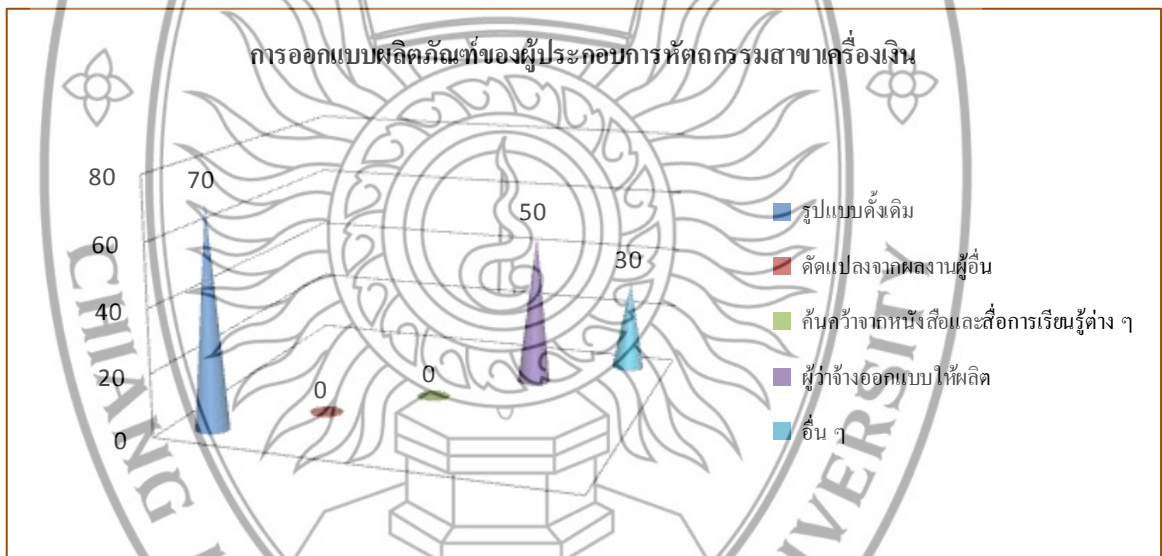 การออกแบบผลิตภัณฑ์ของผู้ประกอบการหัตถกรรมสาขาเครื่องเงิน
80
60
40
20
0
70
0
0
50
30
รูปแบบดั้งเดิม
ดัดแปลงจากผลงานผู้อื่น
ค้นคว้าจากหนังสือและสื่อการเรียนรู้ต่าง ๆ
ผู้ว่าจ้างออกแบบให้ผลิต
อื่น ๆ
CHIANG
UNIVERSITY